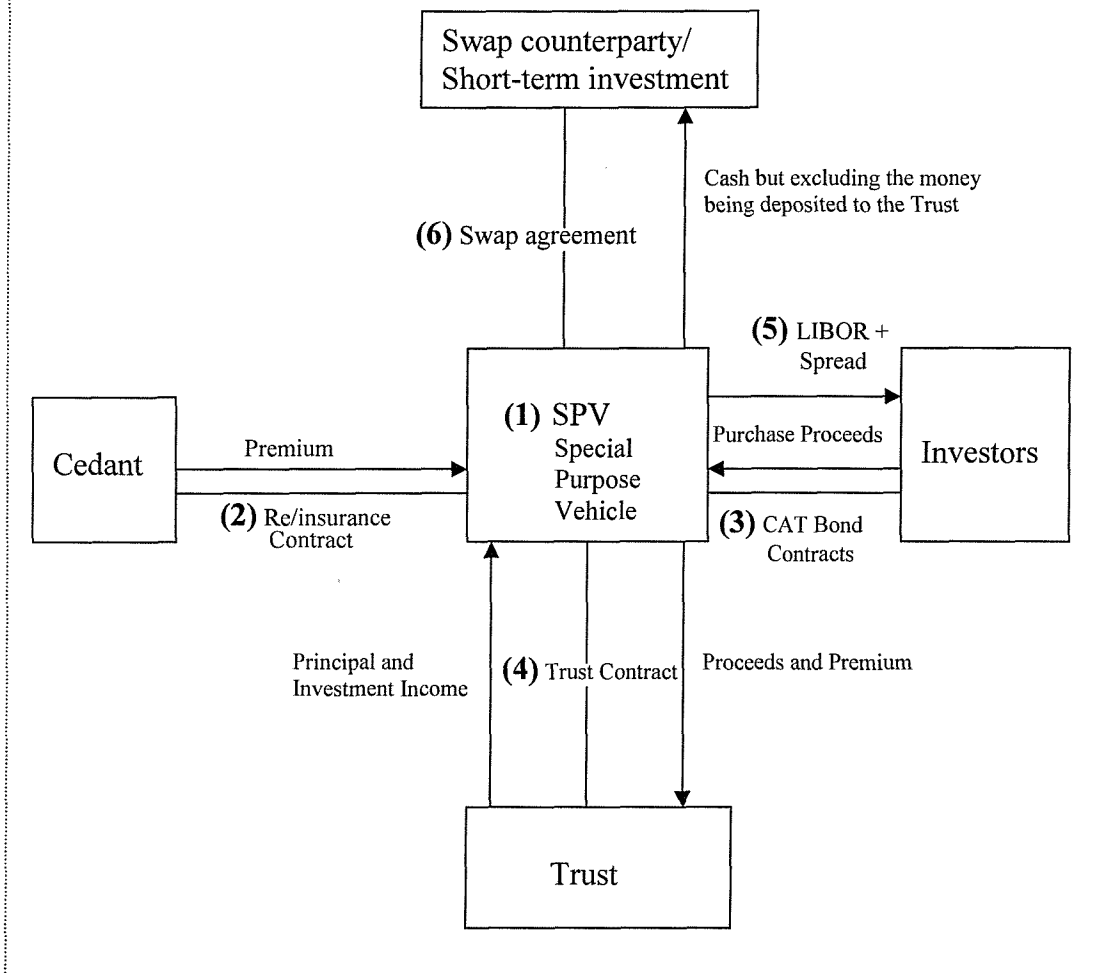 Swap counterparty/
Short-term investment
Cash but excluding the money
being deposited to the Trust
(6) Swap agreement
(5) LIBOR +
Spread
(1) SPV
Special
Purpose
Vehicle
Cedant
Premium
(2) Re/insurance
Contract
Purchase Proceeds
Investors
(3) CAT Bond
Contracts
Principal and
Investment Income
(4) Trust Contract
Proceeds and Premium
Trust